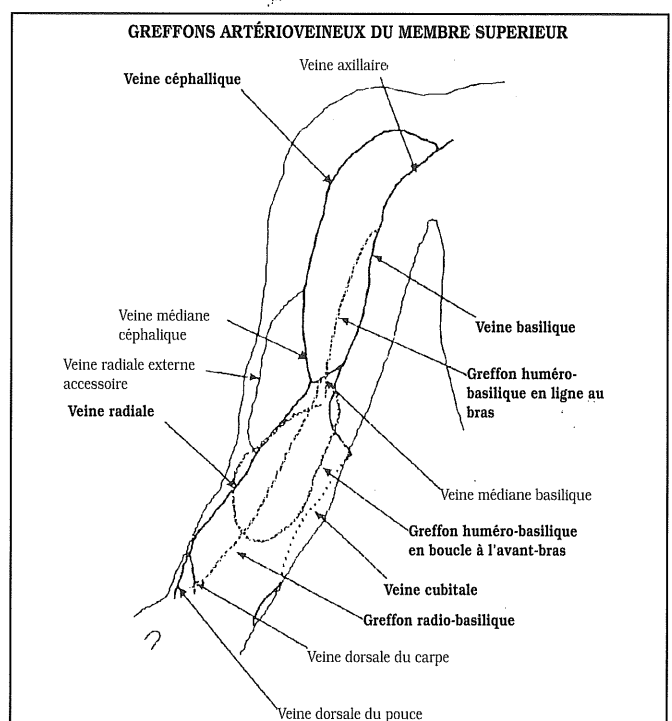 GREFFONS ARTÉRIOVEINEUX DU MEMBRE SUPERIEUR
Veine axillaire
Veine céphallique
Veine basilique
Veine médiane
céphalique
Veine radiale externe
accessoire
Greffon huméro-
basilique en ligne au
bras
Veine radiale
Veine médiane basilique
Greffon huméro-basilique
en boucle à l'avant-bras
Veine cubitale
Greffon radio-basilique
Veine dorsale du carpe
Veine dorsale du pouce